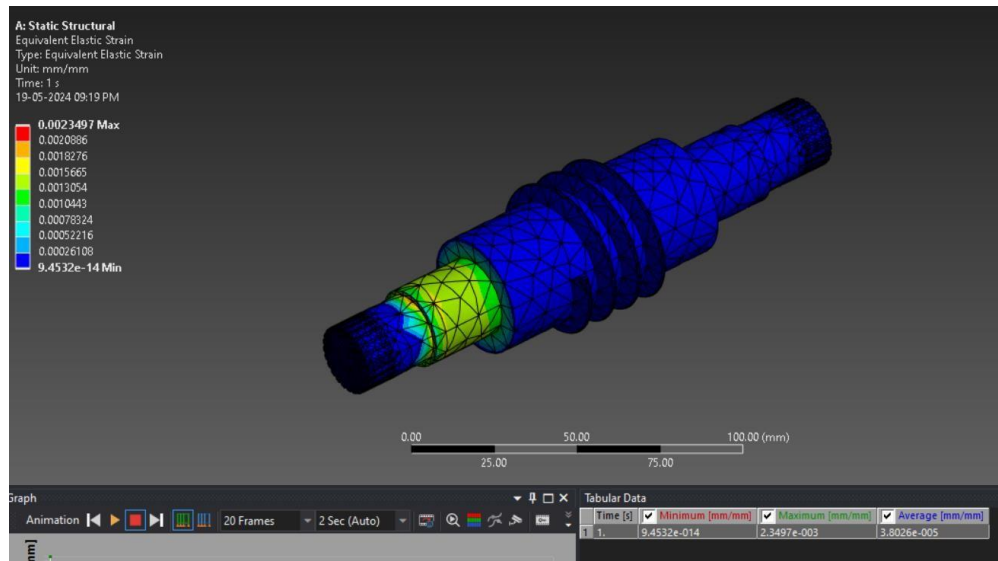 A: Static Structural
Equivalent Elastic Strain
Type: Equivalent Elastic Strain
Unit: mm/mm
Time: 1 s
19-05-2024 09:19 PM
0.0023497 Max
0.0020886
0.0018276
0.0015665
0.0013054
0.0010443
0.00078324
0.00052216
0.00026108
9.4532e-14 Min
0.00 50.00 100.00 (mm)
25.00 75.00
Graph
Tabular Data
Animation 20 Frames 2 Sec (Auto)
Time [s] Minimum [mm/mm] Maximum [mm/mm] Average [mm/mm]
1 1. 9.4532e-014 2.3497e-003 3.8026e-005